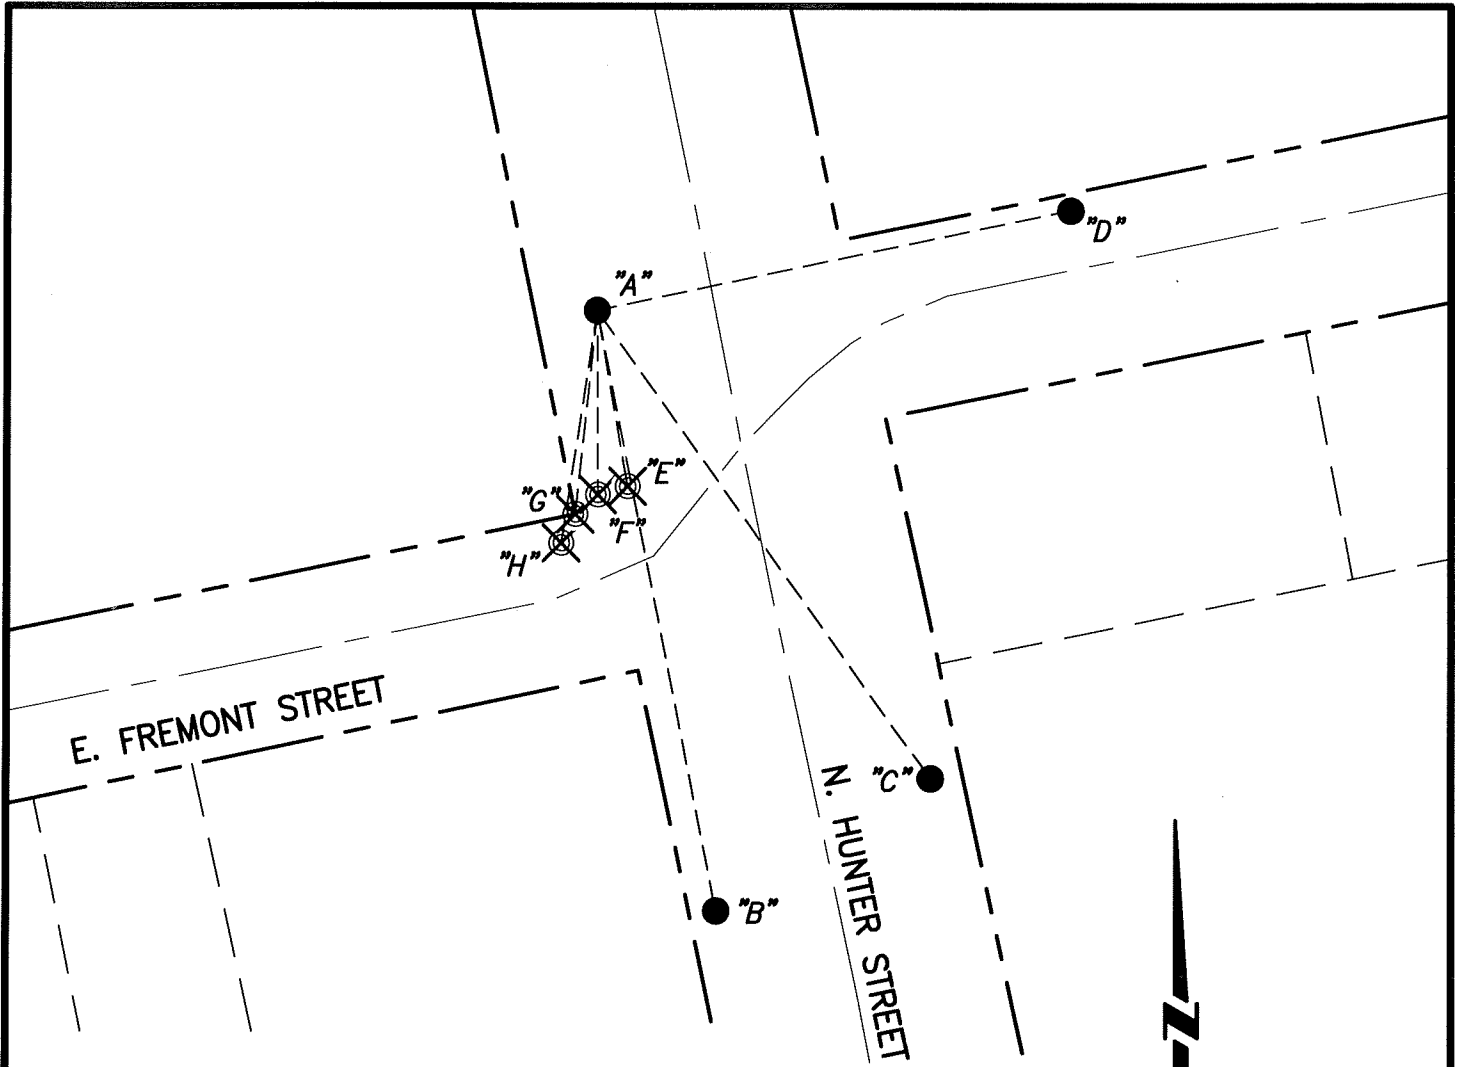 "D"
"A"
"E"
"G"
"F"
"H"
E. FREMONT STREET
"C"
N. HUNTER STREET
"B"
N